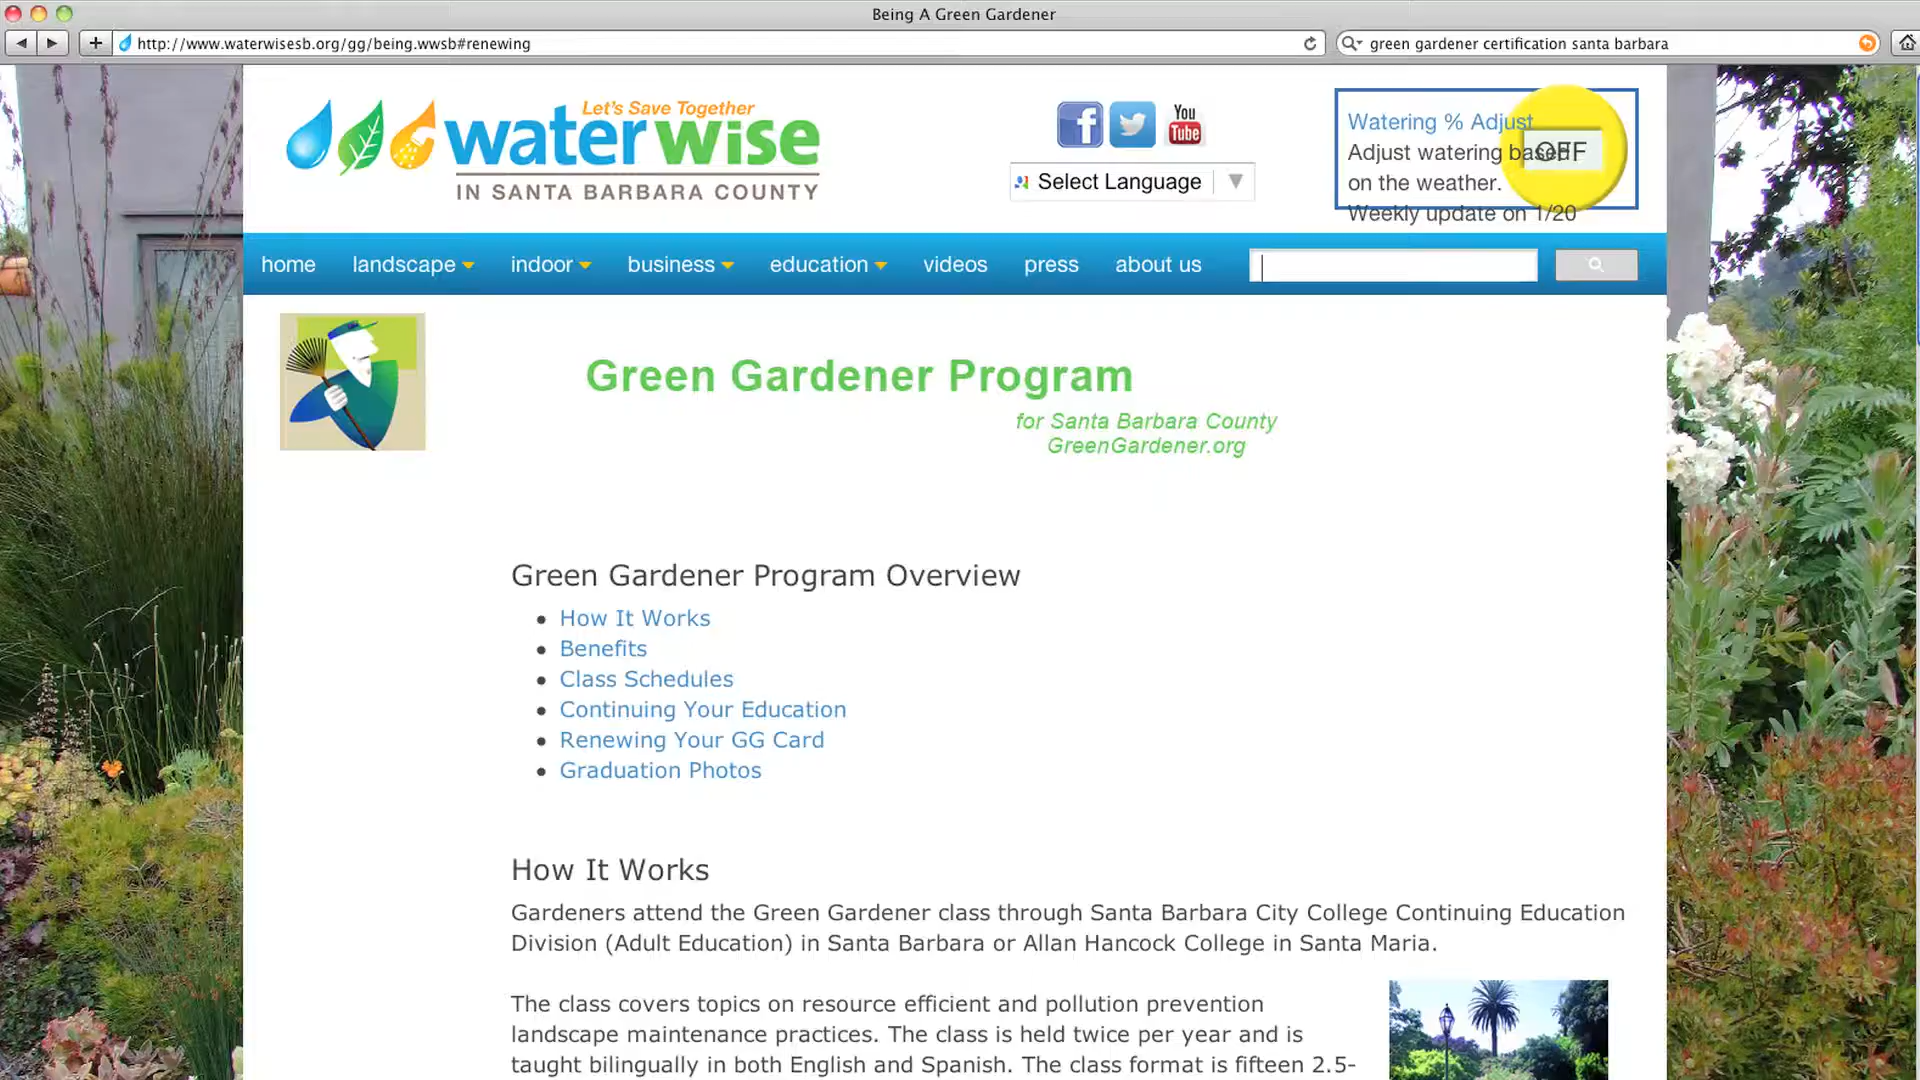 Being A Green Gardener
http://www.waterwisesb.org/gg/being.wwsb#renewing
green gardener certification santa barbara
Let's Save Together
water wise
IN SANTA BARBARA COUNTY
f
You
Tube
Select Language
Watering % Adjust
Adjust watering based
OFF
on the weather.
Weekly update on 1/20
home landscape indoor business education videos press about us
Green Gardener Program
for Santa Barbara County
GreenGardener.org
Green Gardener Program Overview
• How It Works
• Benefits
• Class Schedules
• Continuing Your Education
• Renewing Your GG Card
• Graduation Photos
How It Works
Gardeners attend the Green Gardener class through Santa Barbara City College Continuing Education
Division (Adult Education) in Santa Barbara or Allan Hancock College in Santa Maria.
The class covers topics on resource efficient and pollution prevention
landscape maintenance practices. The class is held twice per year and is
taught bilingually in both English and Spanish. The class format is fifteen 2.5-